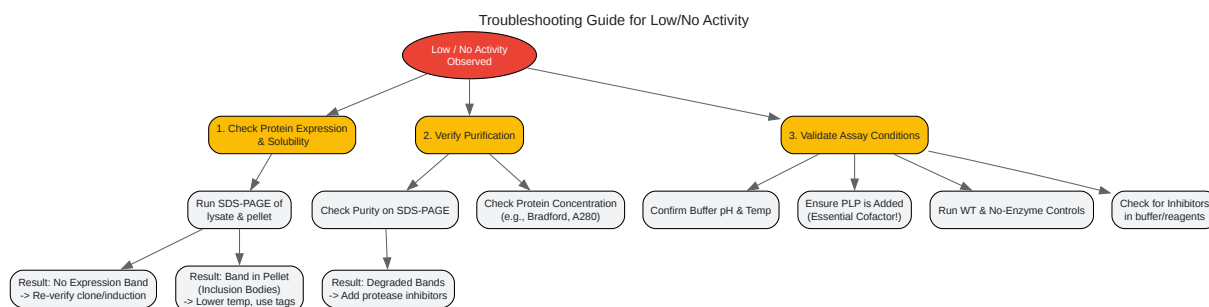 Troubleshooting Guide for Low/No Activity
Low / No Activity
Observed
1. Check Protein Expression
& Solubility
2. Verify Purification
3. Validate Assay Conditions
Run SDS-PAGE of
lysate & pellet
Check Purity on SDS-PAGE
Check Protein Concentration
(e.g., Bradford, A280)
Confirm Buffer pH & Temp
Ensure PLP is Added
(Essential Cofactor!)
Run WT & No-Enzyme Controls
Check for Inhibitors
in buffer/reagents
Result: No Expression Band
-> Re-verify clone/induction
Result: Band in Pellet
(Inclusion Bodies)
-> Lower temp, use tags
Result: Degraded Bands
-> Add protease inhibitors